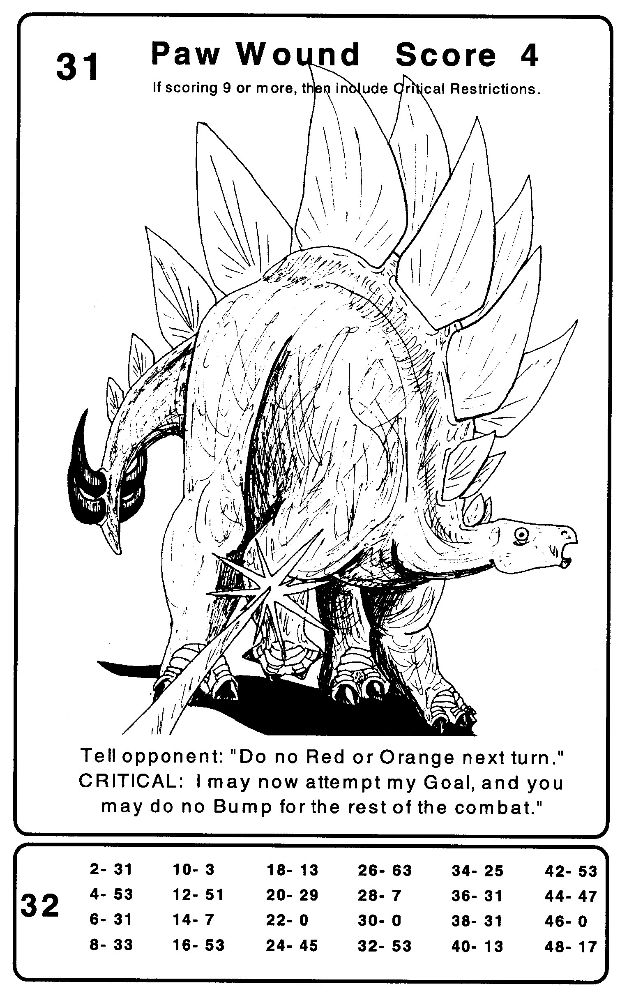 31
Paw Wound Score 4
If scoring 9 or more, then include Critical Restrictions.
Tell opponent: "Do no Red or Orange next turn."
CRITICAL: I may now attempt my Goal, and you
may do no Bump for the rest of the combat."
32
2- 31 10- 3 18- 13 26- 63 34- 25 42- 53
4- 53 12- 51 20- 29 28- 7 36- 31 44- 47
6- 31 14- 7 22- 0 30- 0 38- 31 46- 0
8- 33 16- 53 24- 45 32- 53 40- 13 48- 17